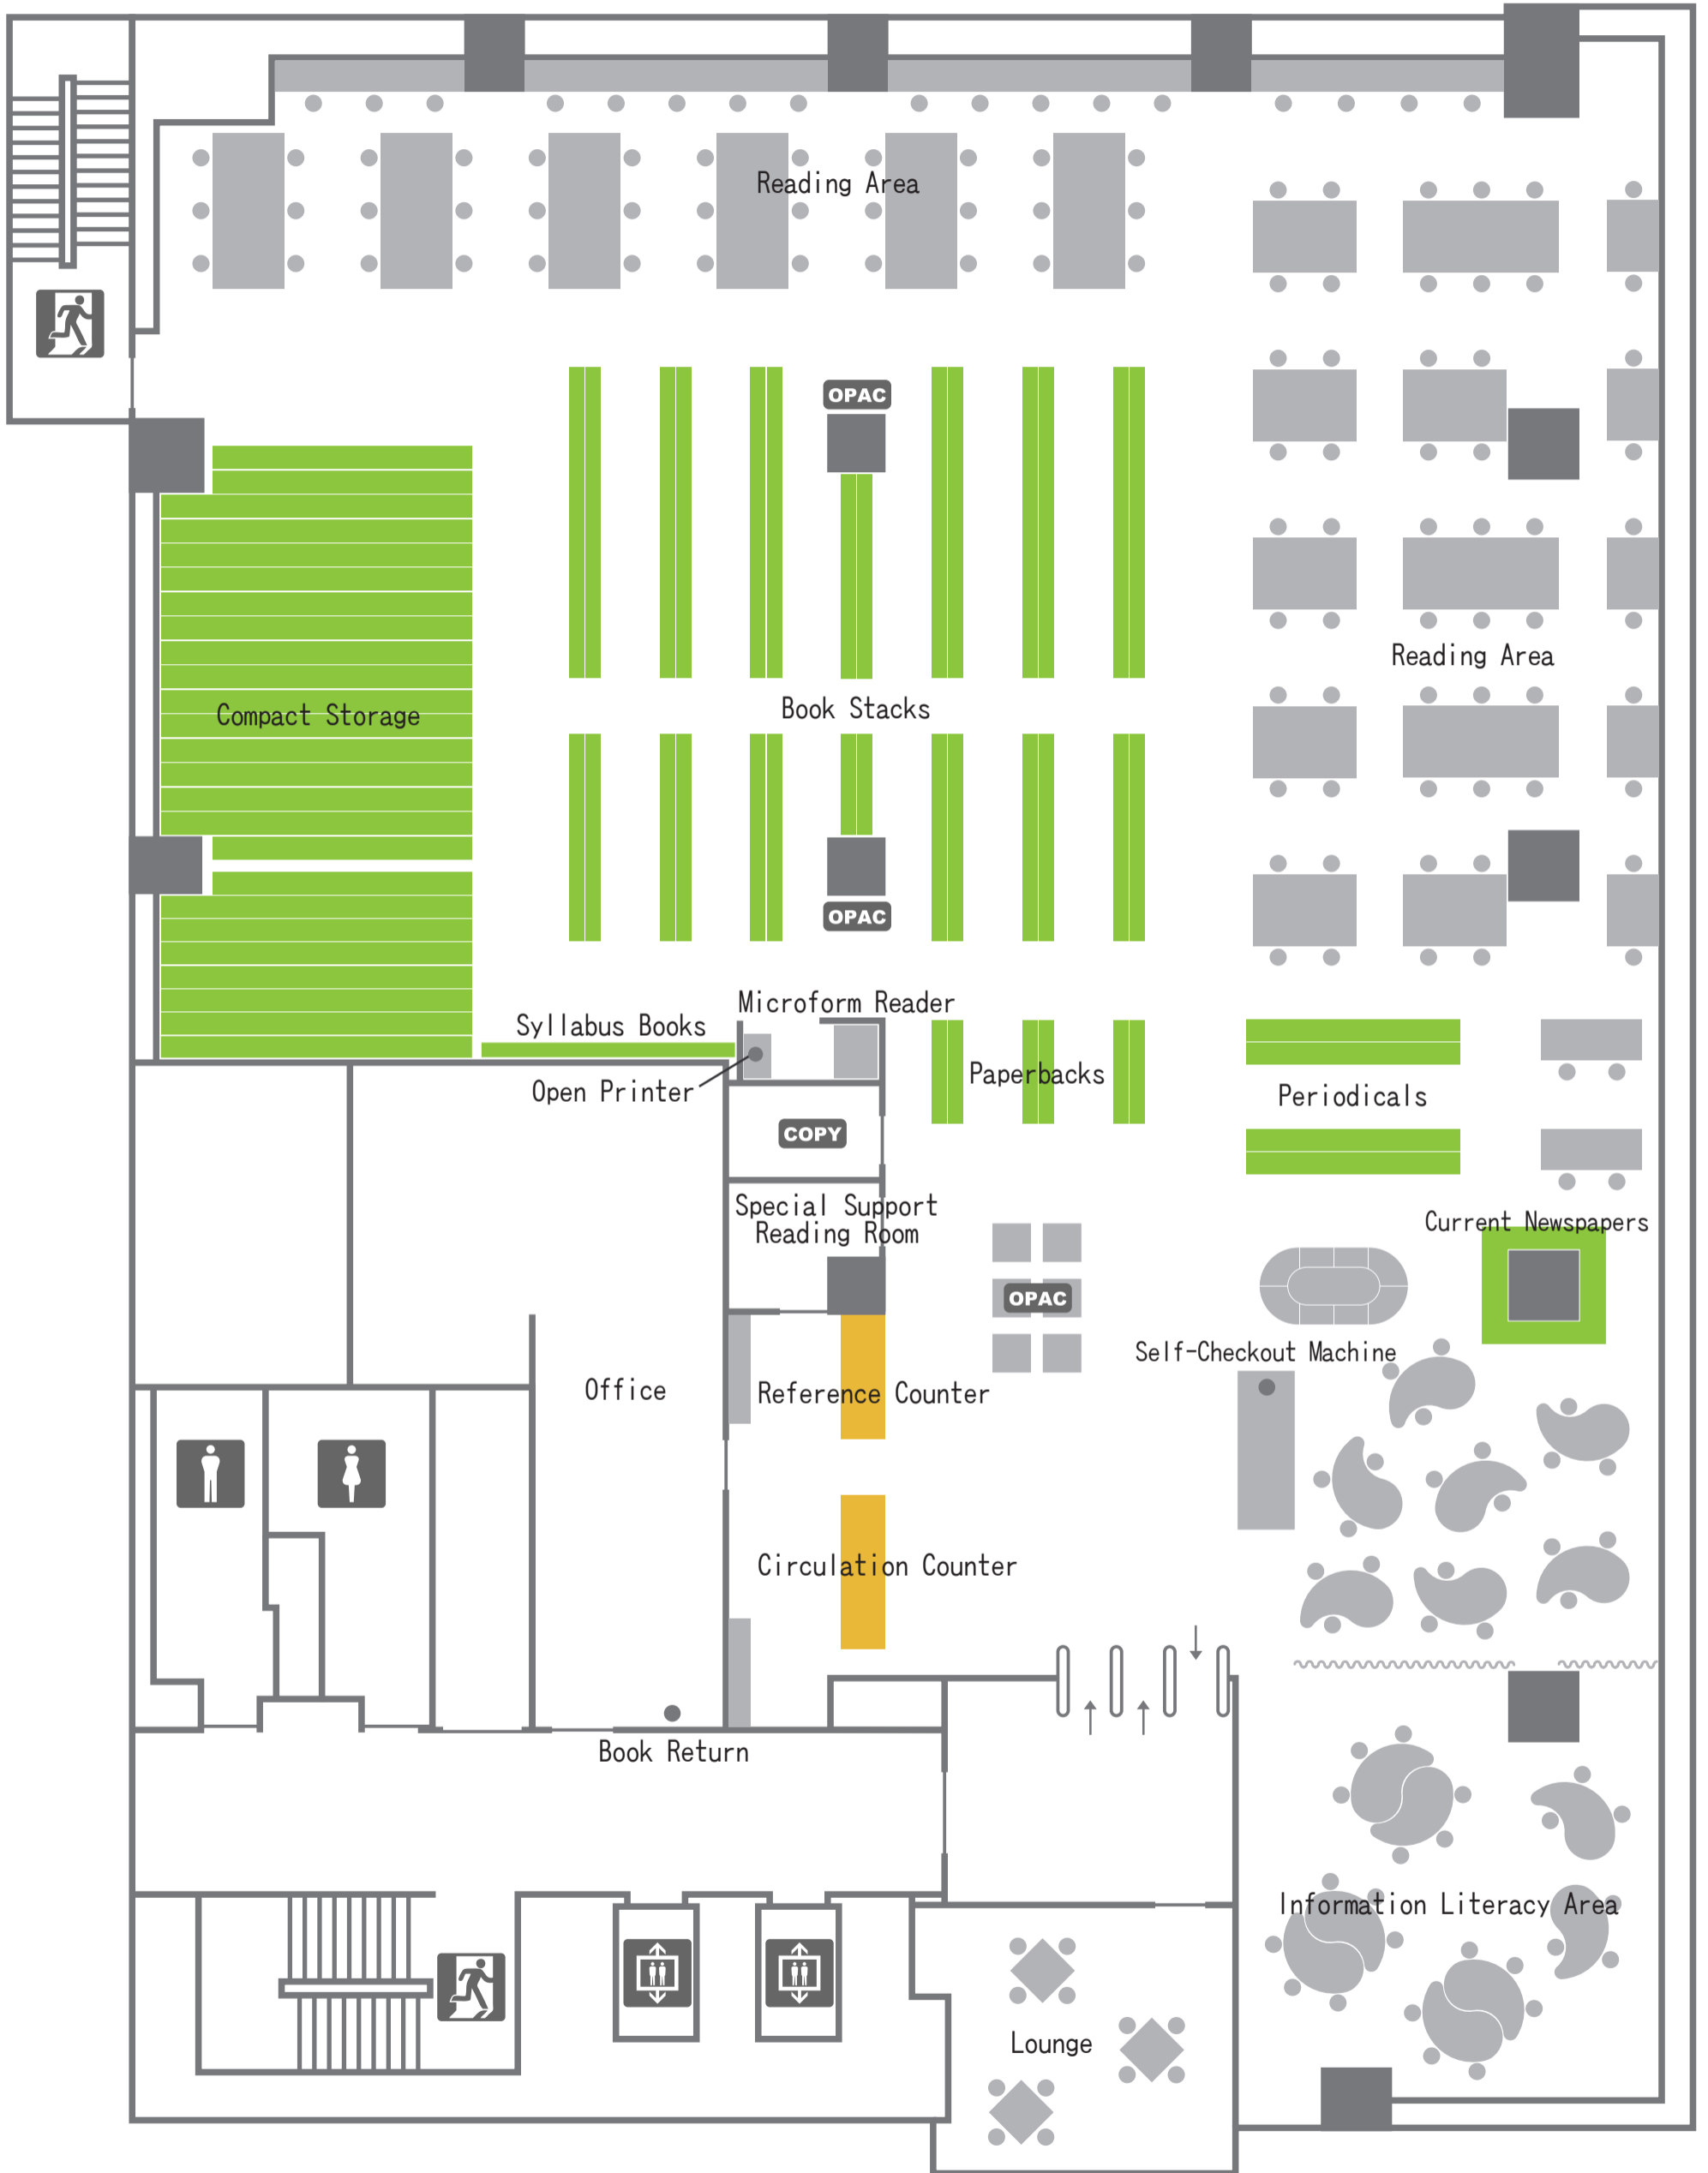 Reading Area
OPAC
Reading Area
Book Stacks
Compact Storage
OPAC
Microform Reader
Syllabus Books
Paperbacks
Open Printer
Periodicals
COPY
Special Support
Reading Room
Current Newspapers
OPAC
Self-Checkout Machine
Office
Reference Counter
Circulation Counter
Book Return
Information Literacy Area
Lounge